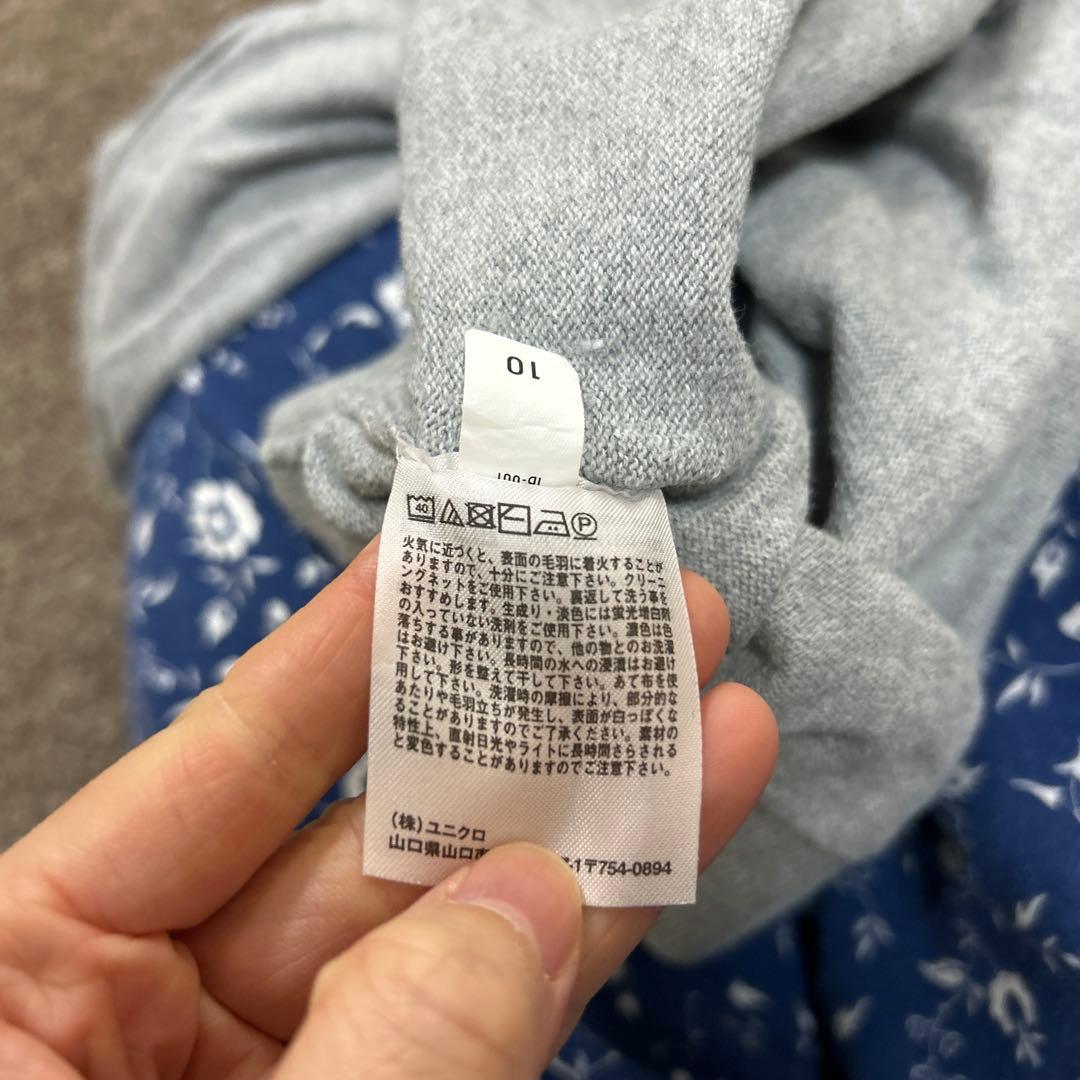 10
40
P
火気に近づくと、表面の毛羽に着火することが
ありますので、十分にご注意下さい。クリーニ
ングネットをご使用下さい。裏返して洗う事を
おすすめします。生成り・淡色には蛍光増白剤
の入っていない洗剤をご使用下さい。濃色は色
落ちする事がありますので、他の物とのお洗濯
はお避け下さい。長時間の水への浸漬はお避け
下さい。形を整えて干して下さい。あて布を使
用して下さい。洗濯時の摩擦により、部分的な
あたりや毛羽立ちが発生し、表面が白っぽくな
ることがありますのでご了承ください。素材の
特性上、直射日光やライトに長時間さらされる
と変色することがありますのでご注意下さい。
(株)ユニクロ
山口県山口市 〒754-0894